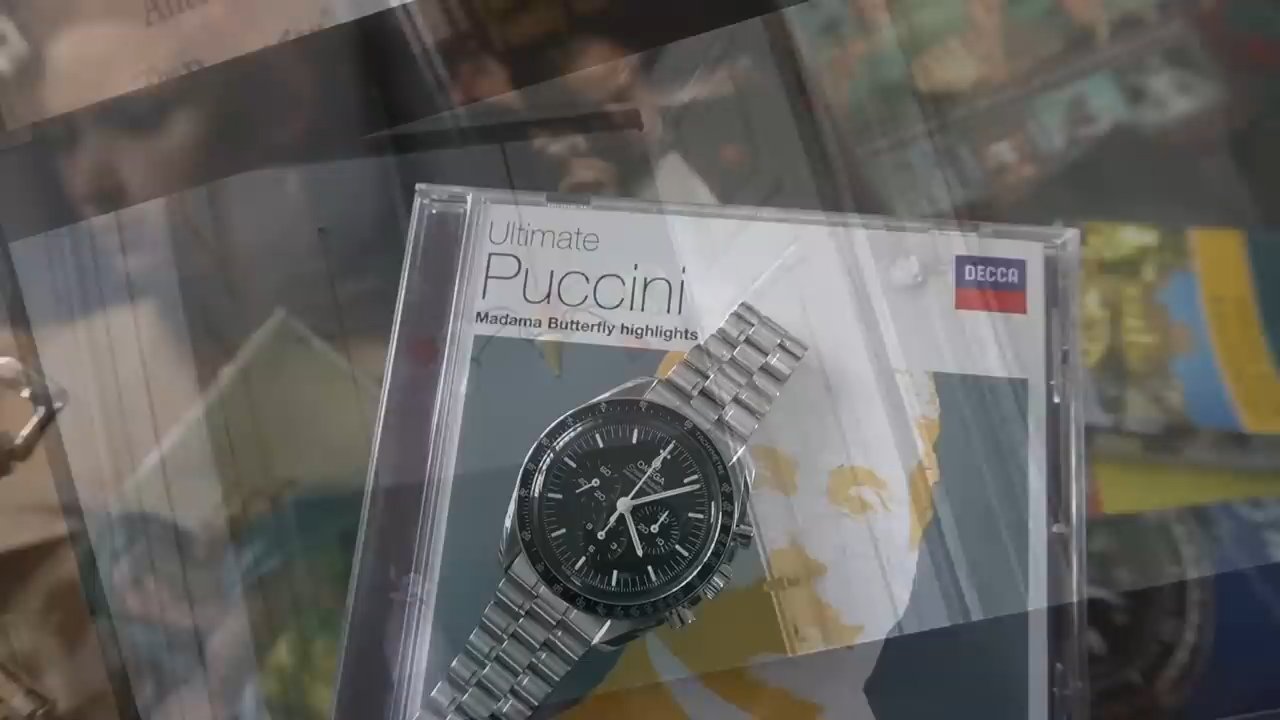 Ultimate
Puccini
Madama Butterfly highlights
DECCA
OMEGA